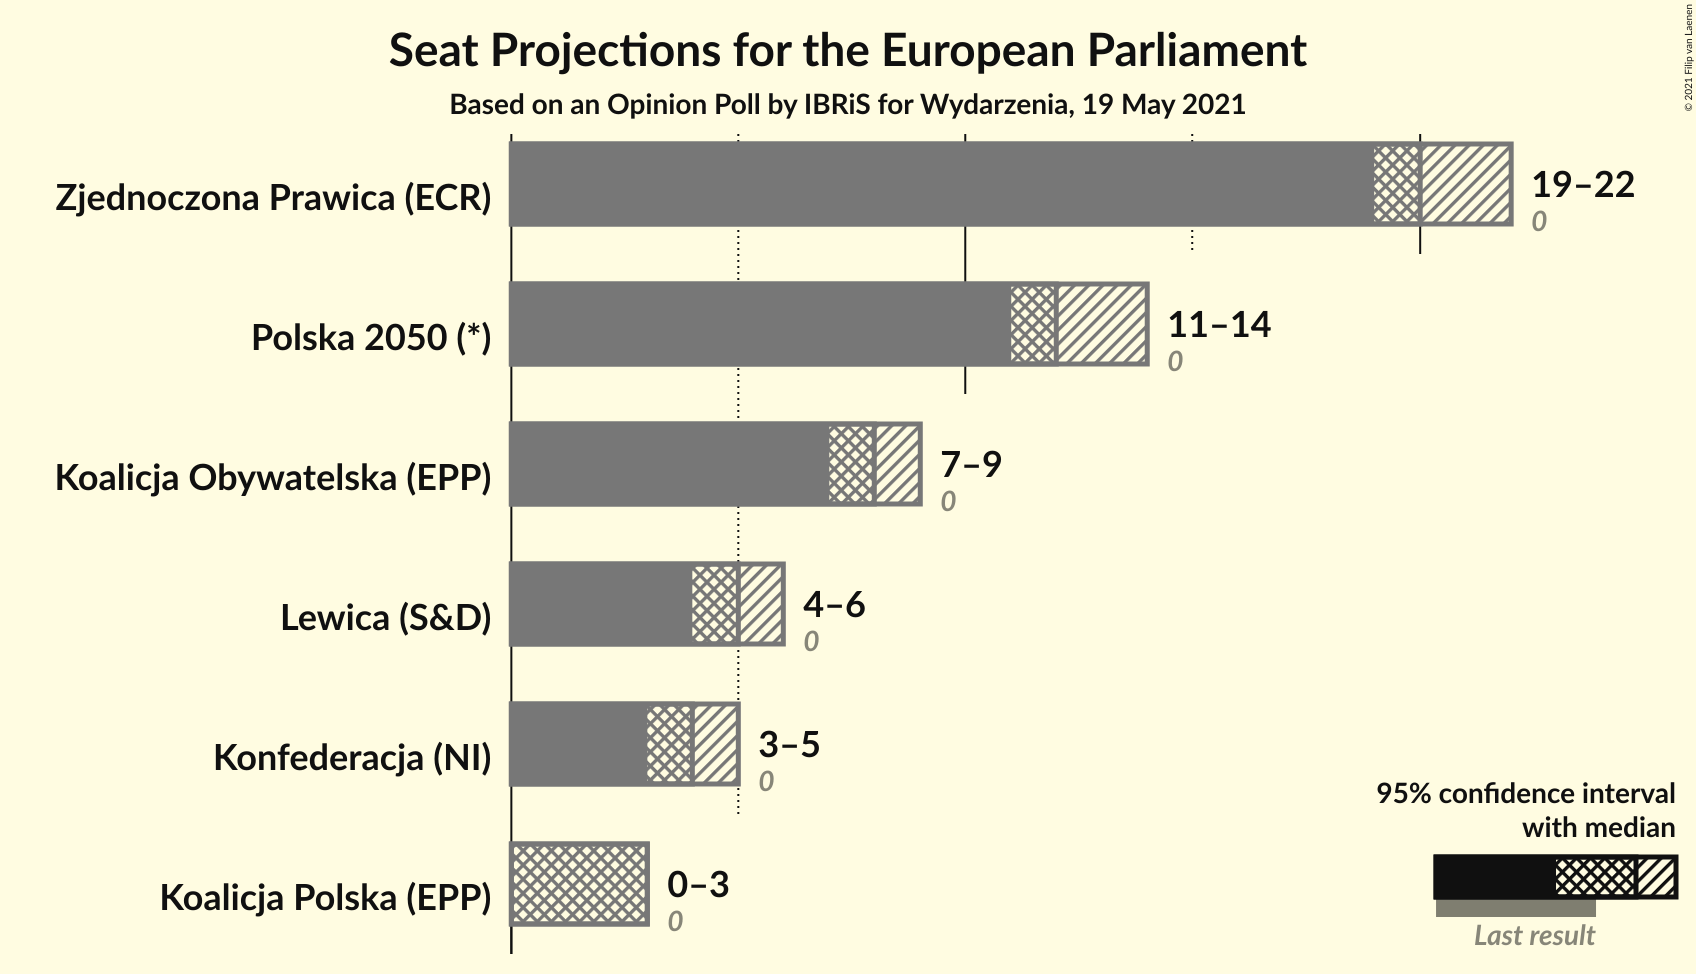 Seat Projections for the European Parliament
Based on an Opinion Poll by IBRiS for Wydarzenia, 19 May 2021
© 2021 Filip van Laenen
Zjednoczona Prawica (ECR)
19–22
0
Polska 2050 (*)
11–14
0
Koalicja Obywatelska (EPP)
7–9
0
Lewica (S&D)
4–6
0
Konfederacja (NI)
3–5
0
Koalicja Polska (EPP)
0–3
0
95% confidence interval
with median
Last result